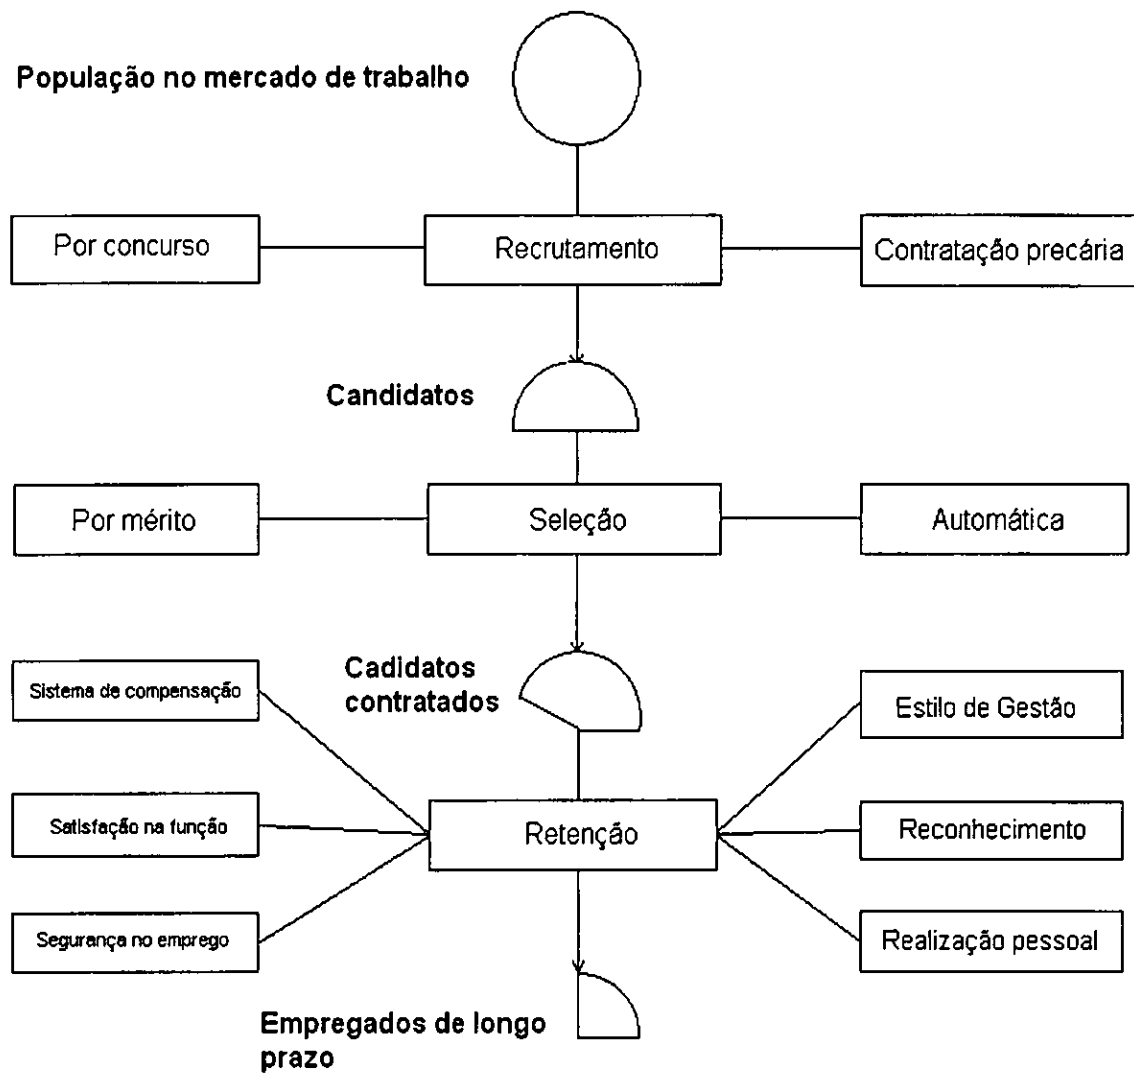 População no mercado de trabalho
Por concurso
Recrutamento
Contratação precária
Candidatos
Por mérito
Seleção
Automática
Cadidatos
contratados
Sistema de compensação
Estilo de Gestão
Satisfação na função
Retenção
Reconhecimento
Segurança no emprego
Realização pessoal
Empregados de longo
prazo